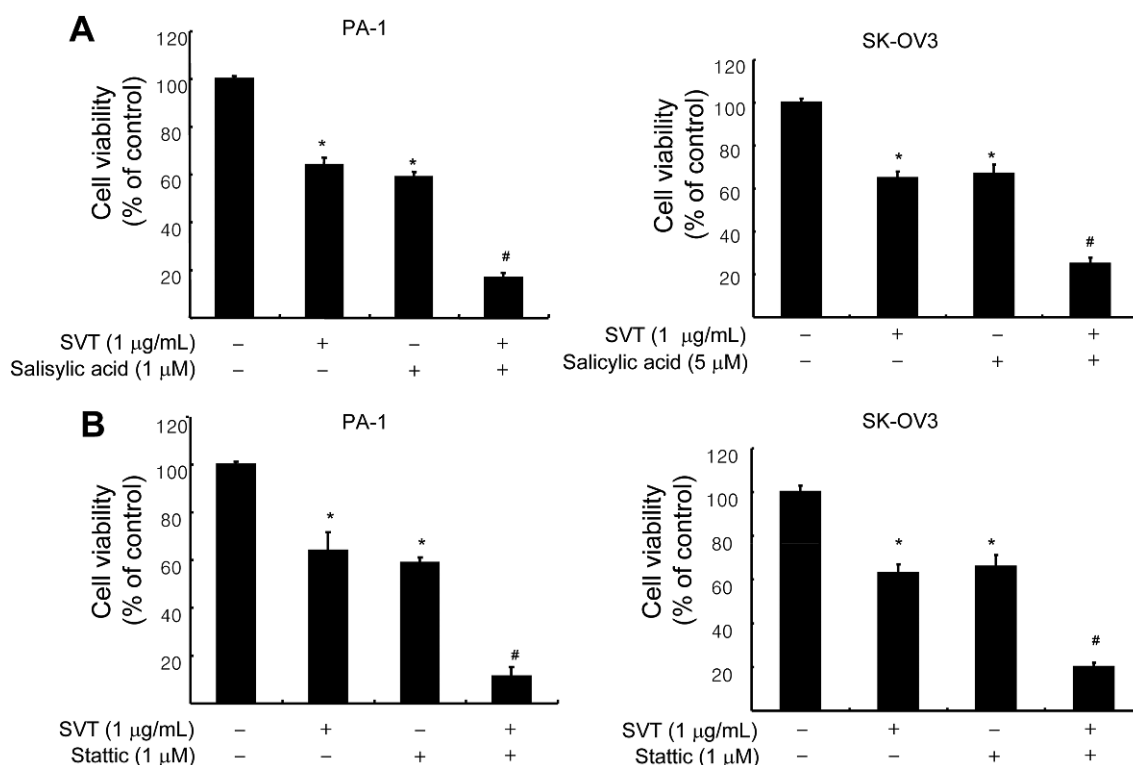 A
PA-1
Cell viability
(% of control)
120
100
80
60
40
20
*
*
#
SVT (1 μg/mL) – + – +
Salisylic acid (1 μM) – – + +
SK-OV3
Cell viability
(% of control)
120
100
80
60
40
20
*
*
#
SVT (1 μg/mL) – + – +
Salicylic acid (5 μM) – – + +
B
PA-1
Cell viability
(% of control)
120
100
80
60
40
20
*
*
#
SVT (1 μg/mL) – + – +
Stattic (1 μM) – – + +
SK-OV3
Cell viability
(% of control)
120
100
80
60
40
20
*
*
#
SVT (1 μg/mL) – + – +
Stattic (1 μM) – – + +